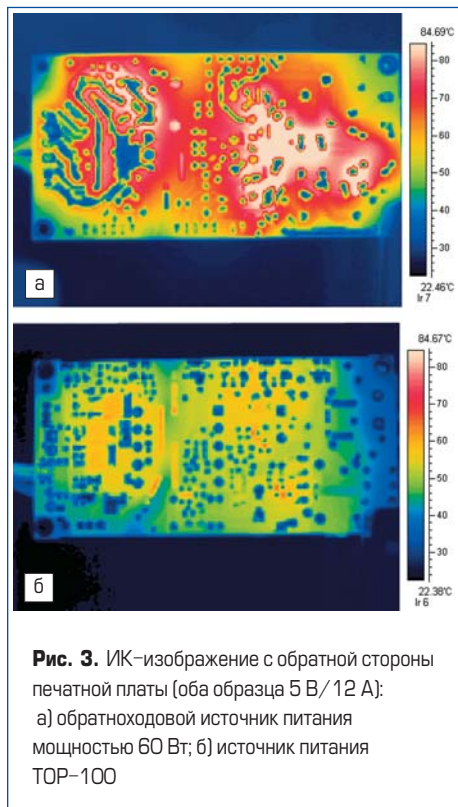 84.69°C
80
70
60
50
40
30
22.46°C
Ir 7
а
84.67°C
80
70
60
50
40
30
22.38°C
Ir 6
б
Рис. 3. ИК-изображение с обратной стороны
печатной платы (оба образца 5 В/12 А):
а) обратноходовой источник питания
мощностью 60 Вт; б) источник питания
TOP-100